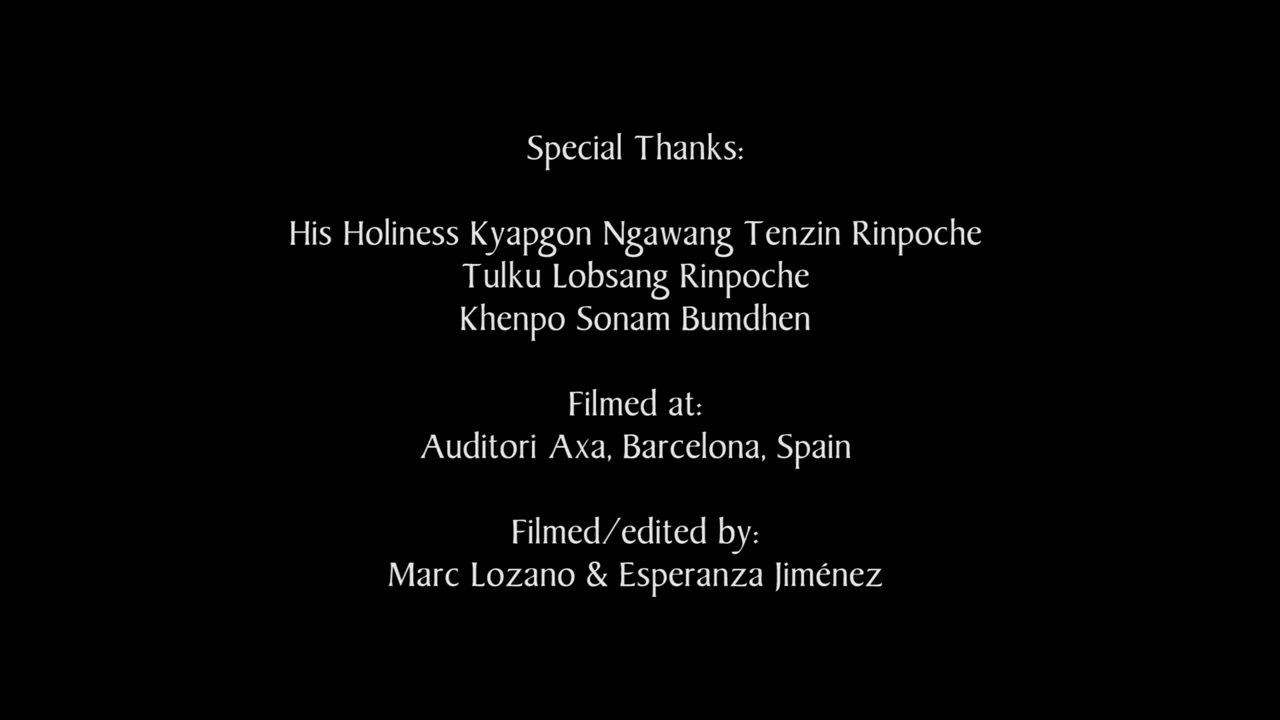 Special Thanks:
His Holiness Kyapgon Ngawang Tenzin Rinpoche
Tulku Lobsang Rinpoche
Khenpo Sonam Bumdhen
Filmed at:
Auditori Axa, Barcelona, Spain
Filmed/edited by:
Marc Lozano & Esperanza Jiménez